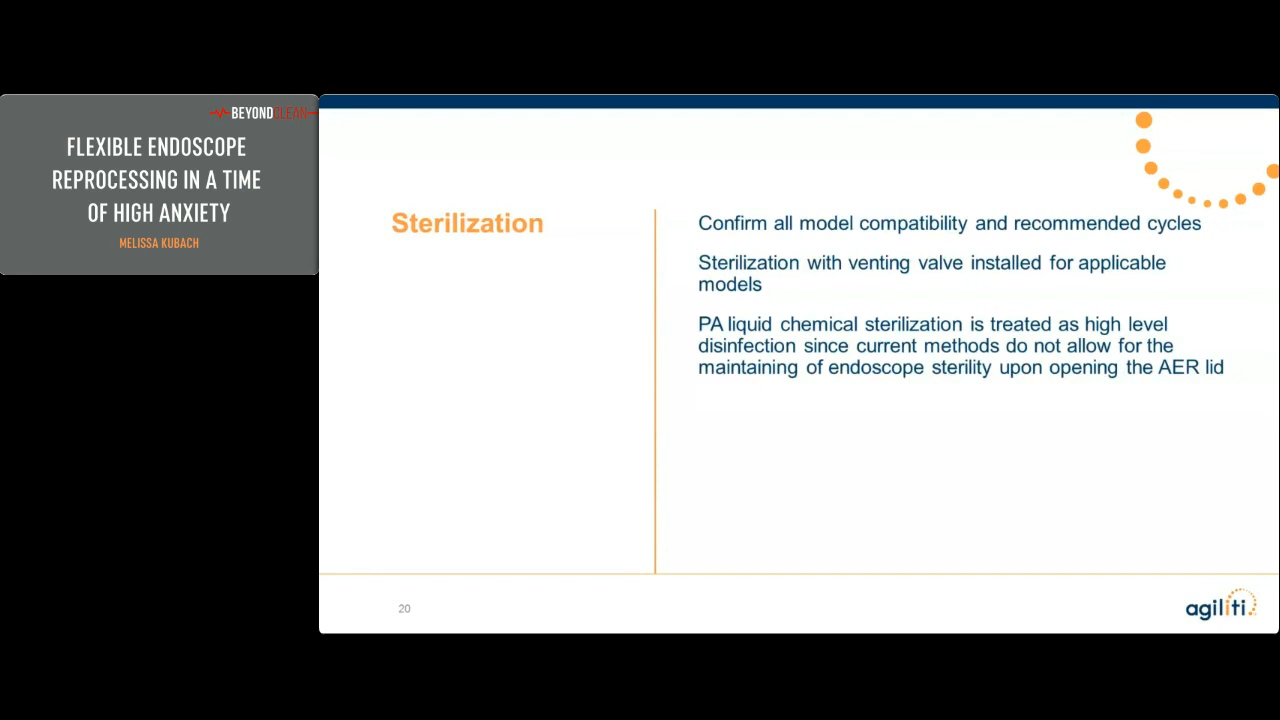 BEYONDCLEAN
FLEXIBLE ENDOSCOPE
REPROCESSING IN A TIME
OF HIGH ANXIETY
MELISSA KUBACH
Sterilization
Confirm all model compatibility and recommended cycles
Sterilization with venting valve installed for applicable
models
PA liquid chemical sterilization is treated as high level
disinfection since current methods do not allow for the
maintaining of endoscope sterility upon opening the AER lid
20
agiliti